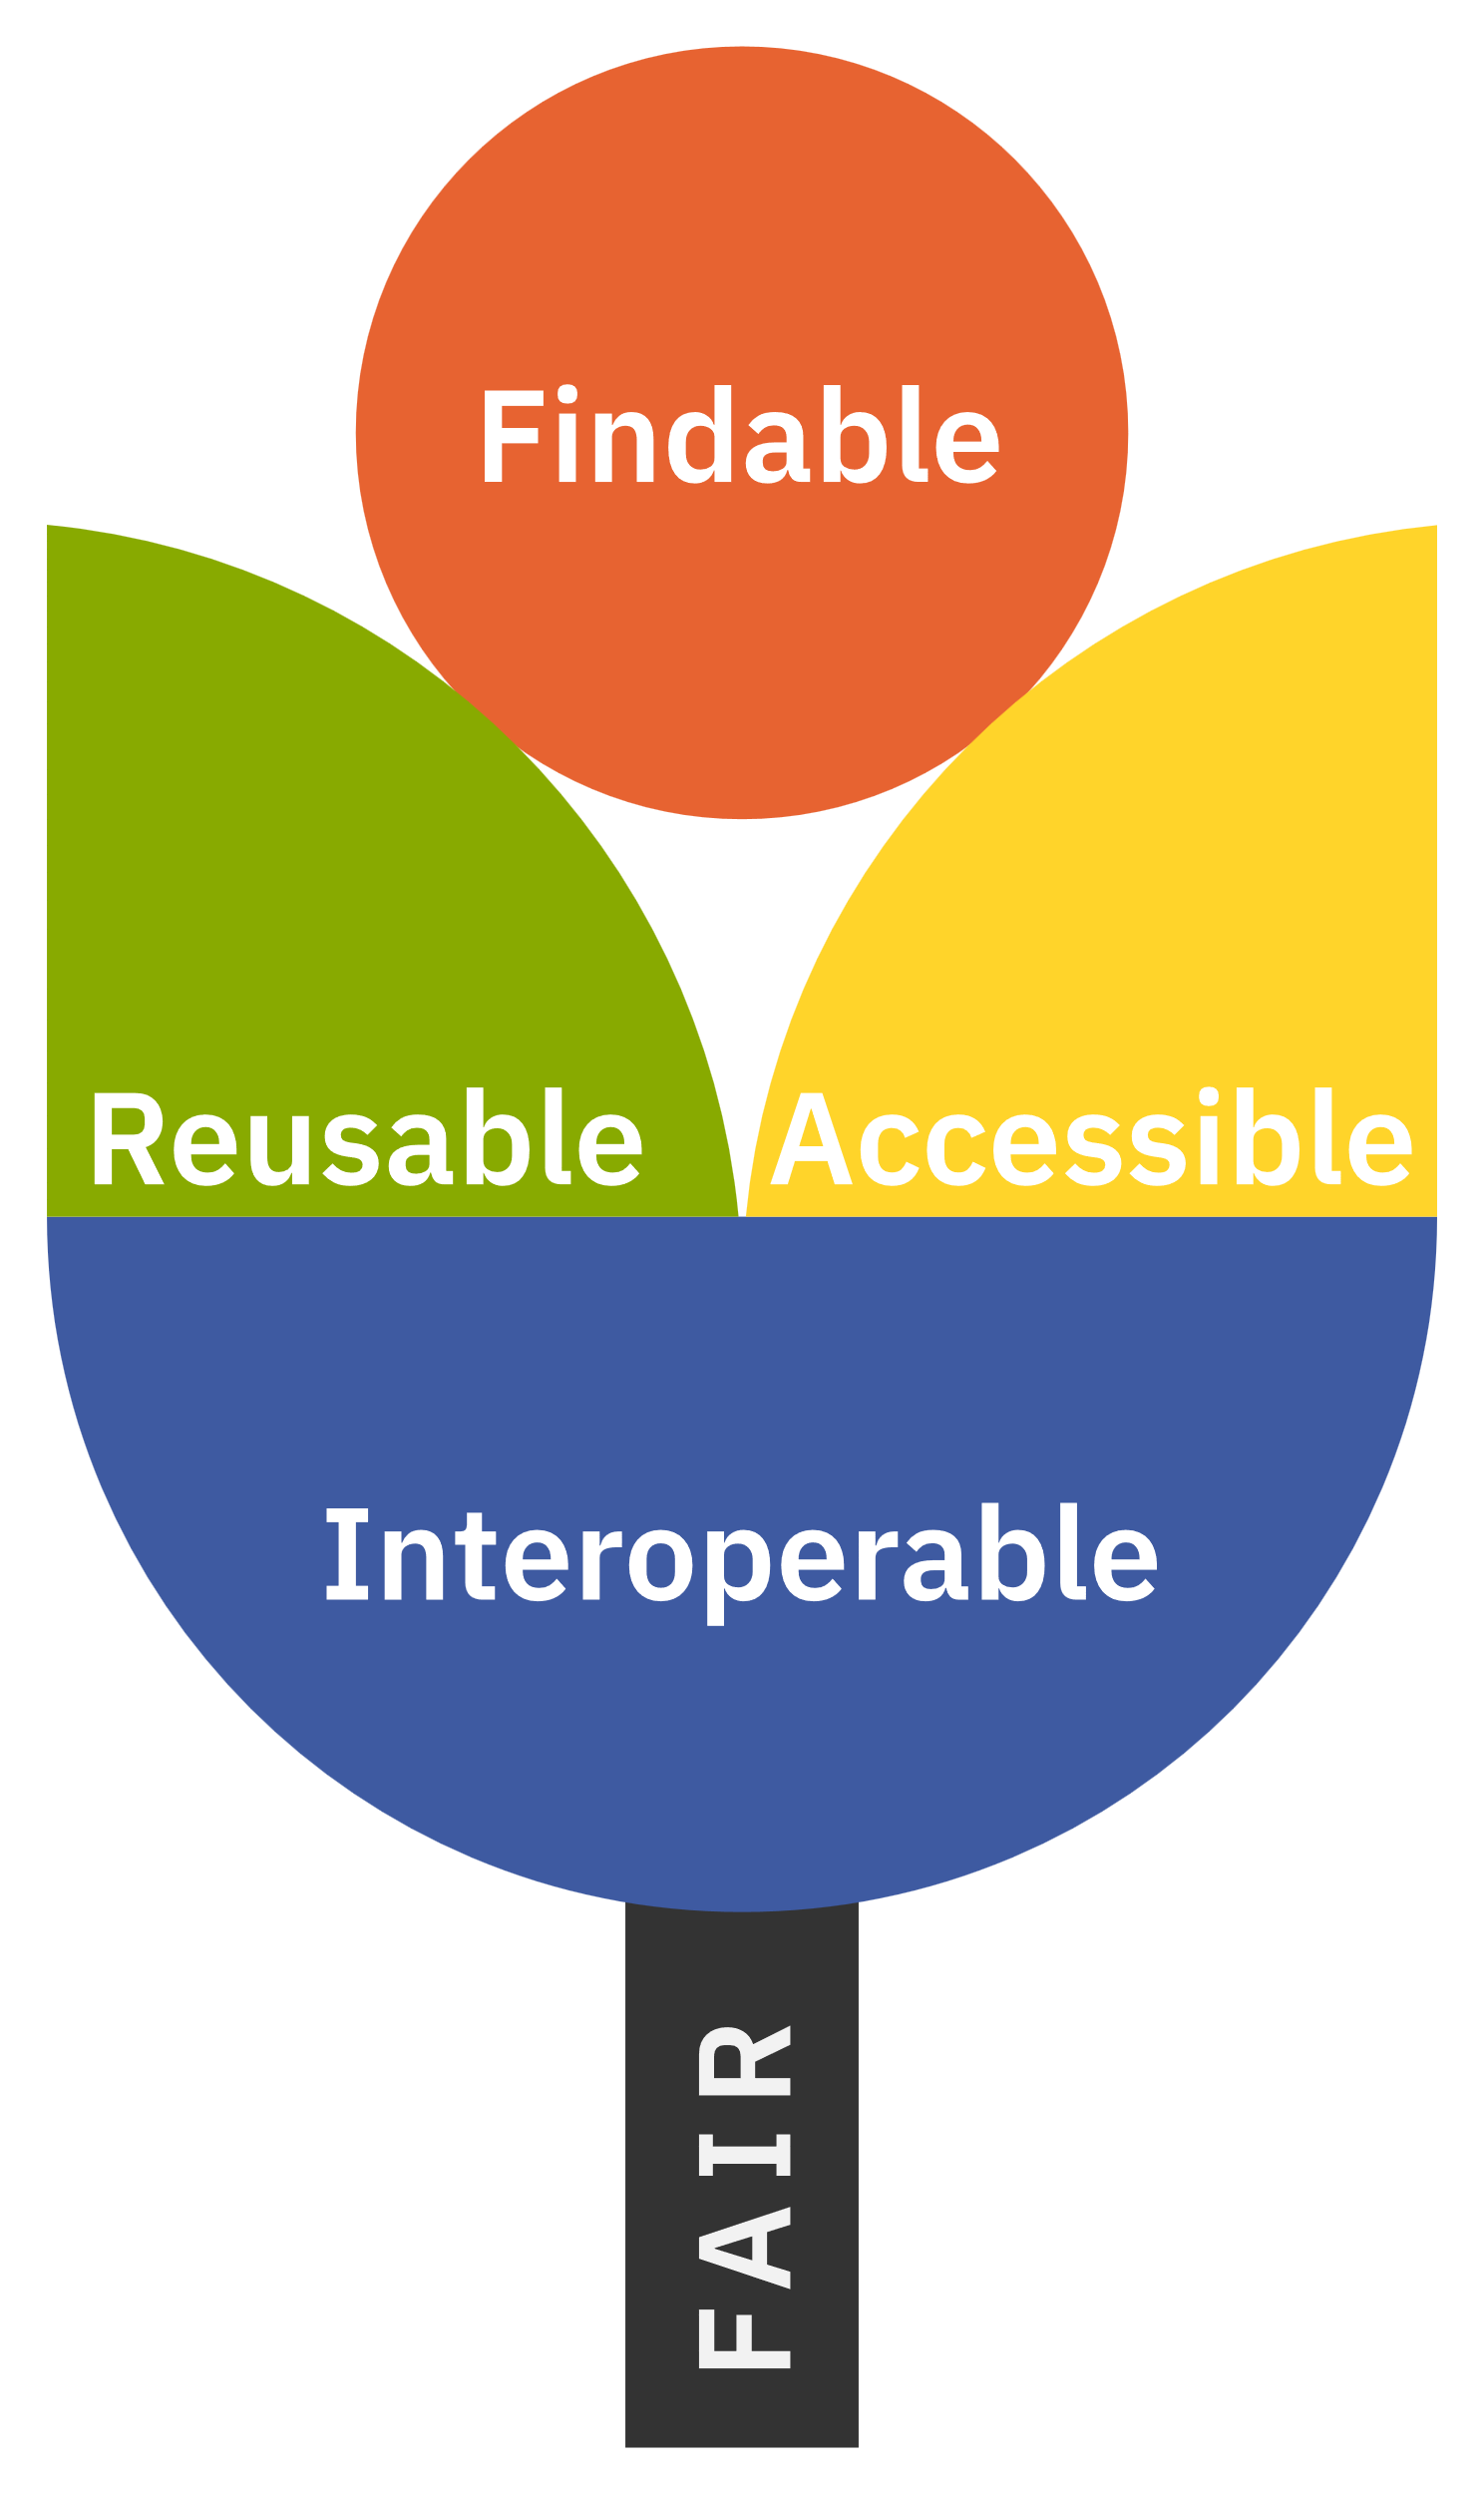 Findable
Reusable
Accessible
Interoperable
FAIR